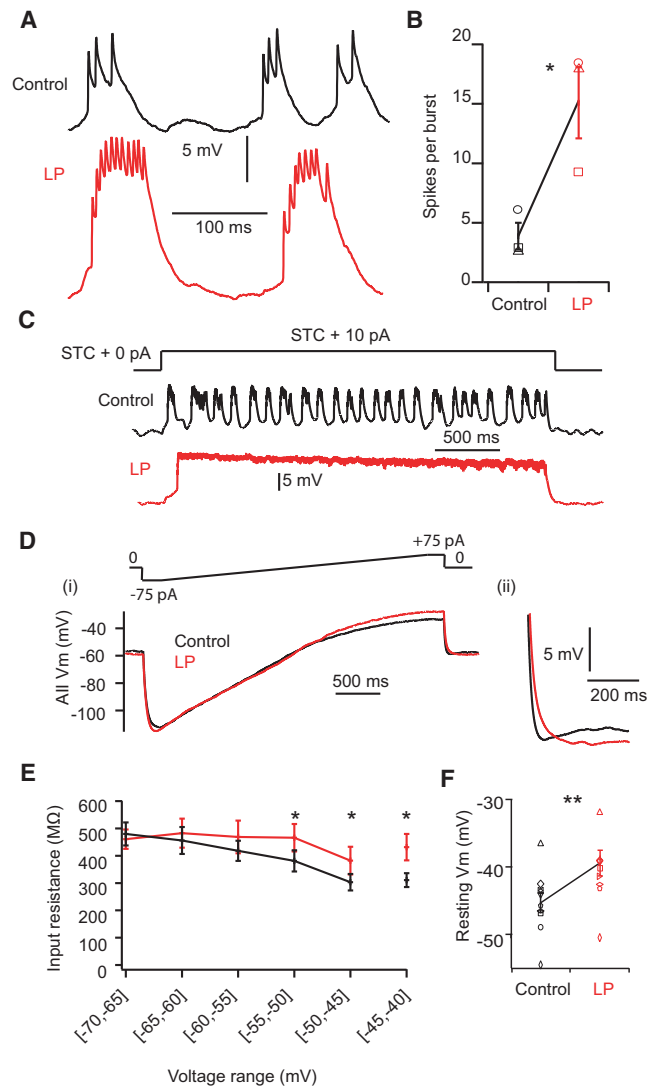 A
Control
5 mV
LP
100 ms
B
20
15
10
5
0
Spikes per burst
*
Control
LP
C
STC + 10 pA
STC + 0 pA
Control
500 ms
LP
5 mV
D
+75 pA
0
0
-75 pA
(i)
(ii)
-40
-60
-80
-100
All Vm (mV)
Control
LP
500 ms
5 mV
200 ms
E
600
500
400
300
200
100
0
Input resistance (MΩ)
* * *
[-70,-65]
[-65,-60]
[-60,-55]
[-55,-50]
[-50,-45]
[-45,-40]
Voltage range (mV)
F
-30
-40
-50
Resting Vm (mV)
**
Control
LP